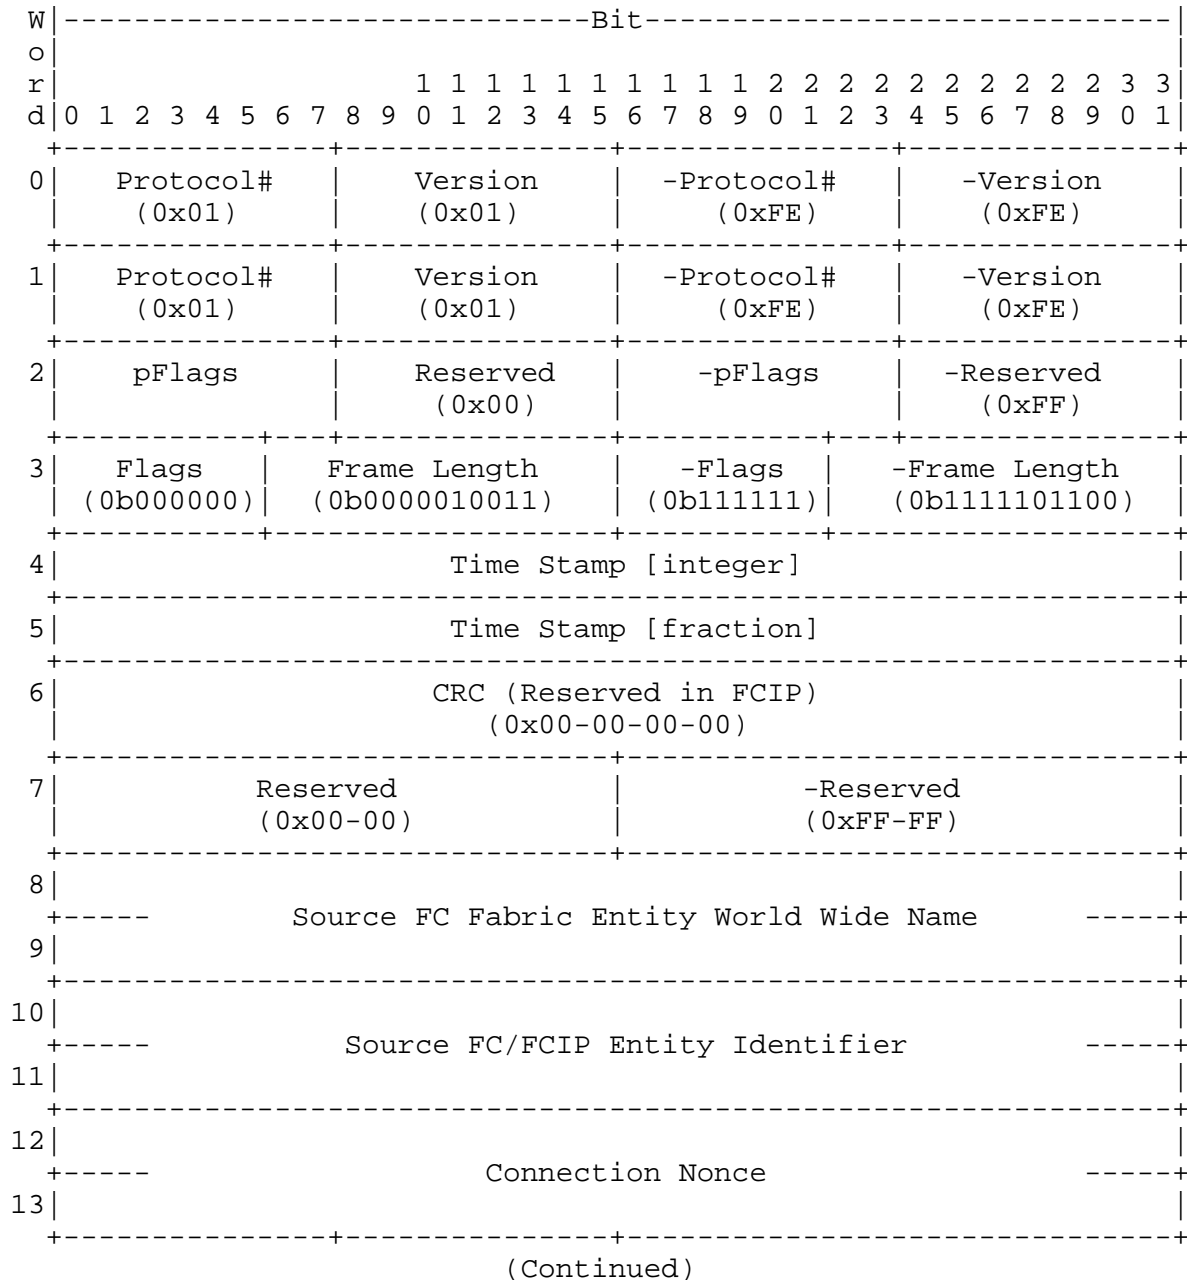 W|------------------------------Bit------------------------------|
o|                                                               |
r|                    1 1 1 1 1 1 1 1 1 1 2 2 2 2 2 2 2 2 2 2 3 3|
d|0 1 2 3 4 5 6 7 8 9 0 1 2 3 4 5 6 7 8 9 0 1 2 3 4 5 6 7 8 9 0 1|
+---------------+---------------+---------------+---------------+
0|   Protocol#   |    Version    |  -Protocol#   |   -Version    |
|    (0x01)     |    (0x01)     |     (0xFE)    |    (0xFE)     |
+---------------+---------------+---------------+---------------+
1|   Protocol#   |    Version    |  -Protocol#   |   -Version    |
|    (0x01)     |    (0x01)     |     (0xFE)    |    (0xFE)     |
+---------------+---------------+---------------+---------------+
2|    pFlags     |    Reserved   |    -pFlags    |  -Reserved    |
|               |     (0x00)    |               |    (0xFF)     |
+-----------+---+---------------+-----------+---+---------------+
3|   Flags   |   Frame Length    |   -Flags  |   -Frame Length   |
| (0b000000)|  (0b0000010011)   | (0b111111)|   (0b1111101100)  |
+-----------+-------------------+-----------+-------------------+
4|                      Time Stamp [integer]                     |
+---------------------------------------------------------------+
5|                      Time Stamp [fraction]                    |
+---------------------------------------------------------------+
6|                     CRC (Reserved in FCIP)                    |
|                        (0x00-00-00-00)                        |
+-------------------------------+-------------------------------+
7|           Reserved            |          -Reserved            |
|           (0x00-00)           |          (0xFF-FF)            |
+-------------------------------+-------------------------------+
8|                                                               |
+-----        Source FC Fabric Entity World Wide Name      -----+
9|                                                               |
+---------------------------------------------------------------+
10|                                                               |
+-----           Source FC/FCIP Entity Identifier          -----+
11|                                                               |
+---------------------------------------------------------------+
12|                                                               |
+-----                   Connection Nonce                  -----+
13|                                                               |
+---------------+---------------+-------------------------------+
(Continued)